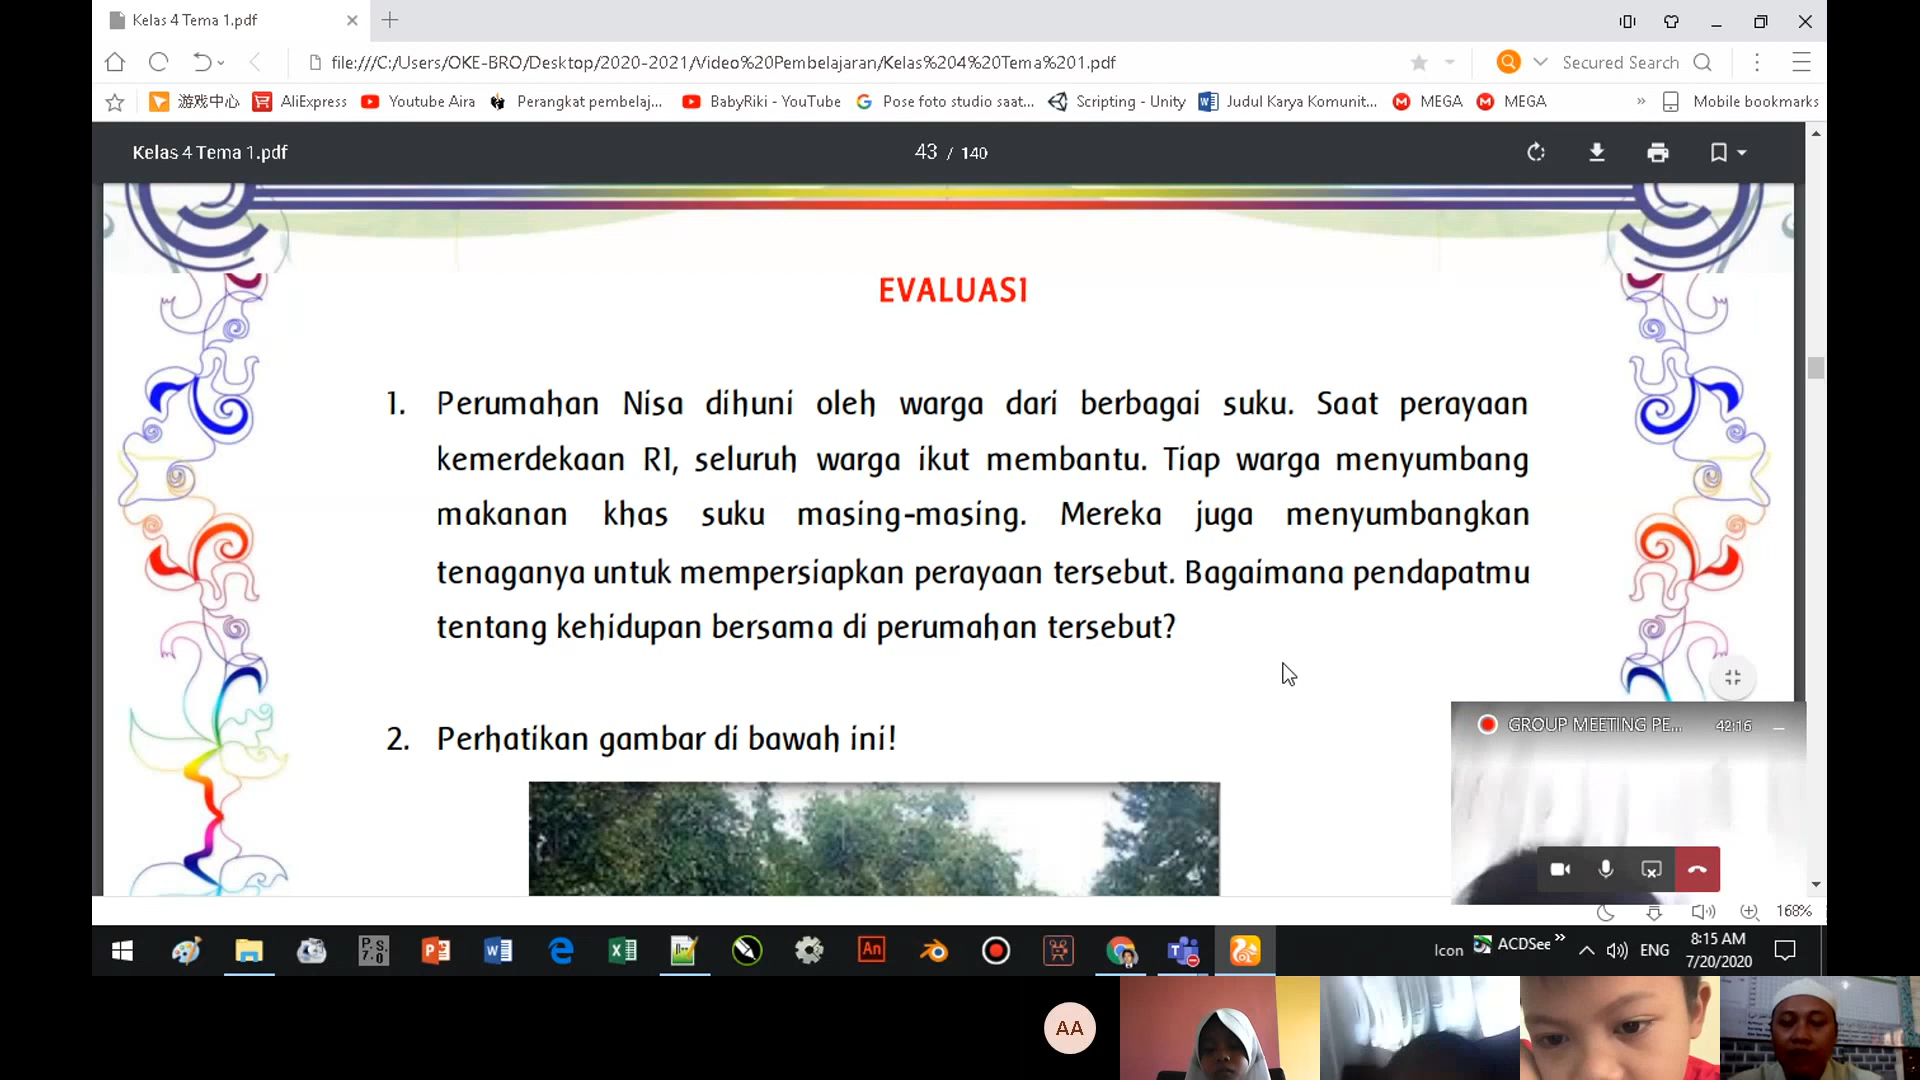 Kelas 4 Tema 1.pdf
file:///C:/Users/OKE-BRO/Desktop/2020-2021/Video%20Pembelajaran/Kelas%204%20Tema%201.pdf
Secured Search
游戏中心 AliExpress Youtube Aira Perangkat pembelaj... BabyRiki - YouTube Pose foto studio saat... Scripting - Unity Judul Karya Komunit... MEGA MEGA » Mobile bookmarks
Kelas 4 Tema 1.pdf 43 / 140
EVALUASI
1. Perumahan Nisa dihuni oleh warga dari berbagai suku. Saat perayaan
kemerdekaan RI, seluruh warga ikut membantu. Tiap warga menyumbang
makanan khas suku masing-masing. Mereka juga menyumbangkan
tenaganya untuk mempersiapkan perayaan tersebut. Bagaimana pendapatmu
tentang kehidupan bersama di perumahan tersebut?
2. Perhatikan gambar di bawah ini!
GROUP MEETING PE... 42:16
168%
P.S. 7.0
An
Icon ACDSee » ENG 8:15 AM
7/20/2020
AA